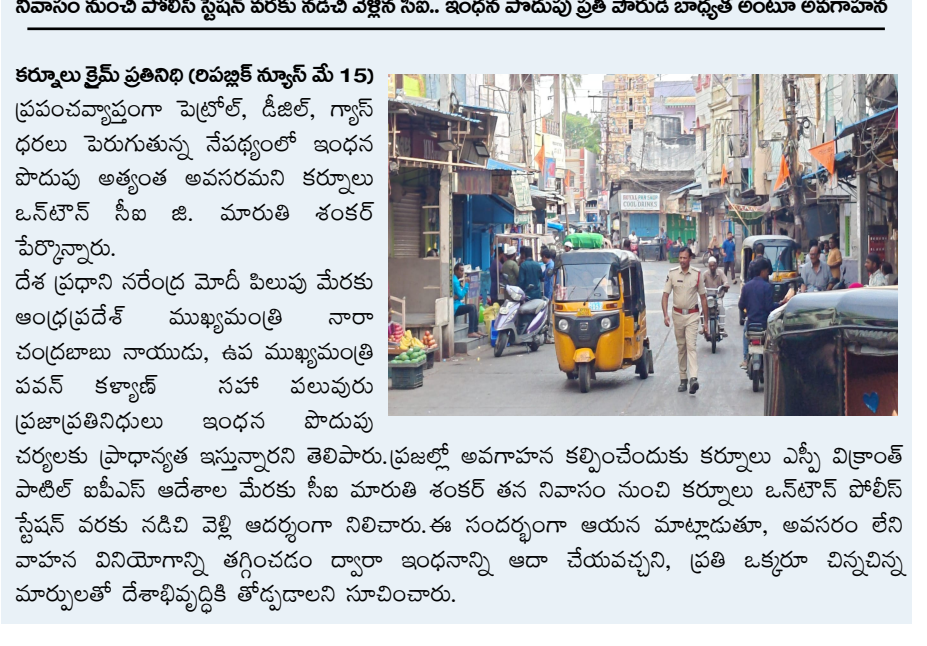 నివాసం నుంచి పోలీస్ స్టేషన్ వరకు నడిచి వెళ్లిన సీఐ.. ఇంధన పొదుపు ప్రతి పౌరుడి బాధ్యత అంటూ అవగాహన
కర్నూలు క్రైమ్ ప్రతినిధి (రిపబ్లిక్ న్యూస్ మే 15)
ప్రపంచవ్యాప్తంగా పెట్రోల్, డీజిల్, గ్యాస్
ధరలు పెరుగుతున్న నేపథ్యంలో ఇంధన
పొదుపు అత్యంత అవసరమని కర్నూలు
ఒన్‌టౌన్ సీఐ జి. మారుతి శంకర్
పేర్కొన్నారు.
దేశ ప్రధాని నరేంద్ర మోదీ పిలుపు మేరకు
ఆంధ్రప్రదేశ్ ముఖ్యమంత్రి నారా
చంద్రబాబు నాయుడు, ఉప ముఖ్యమంత్రి
పవన్ కళ్యాణ్ సహా పలువురు
ప్రజాప్రతినిధులు ఇంధన పొదుపు
చర్యలకు ప్రాధాన్యత ఇస్తున్నారని తెలిపారు.ప్రజల్లో అవగాహన కల్పించేందుకు కర్నూలు ఎస్పీ విక్రాంత్
పాటిల్ ఐపీఎస్ ఆదేశాల మేరకు సీఐ మారుతి శంకర్ తన నివాసం నుంచి కర్నూలు ఒన్‌టౌన్ పోలీస్
స్టేషన్ వరకు నడిచి వెళ్లి ఆదర్శంగా నిలిచారు.ఈ సందర్భంగా ఆయన మాట్లాడుతూ, అవసరం లేని
వాహన వినియోగాన్ని తగ్గించడం ద్వారా ఇంధనాన్ని ఆదా చేయవచ్చని, ప్రతి ఒక్కరూ చిన్నచిన్న
మార్పులతో దేశాభివృద్ధికి తోడ్పడాలని సూచించారు.
COOL DRINKS